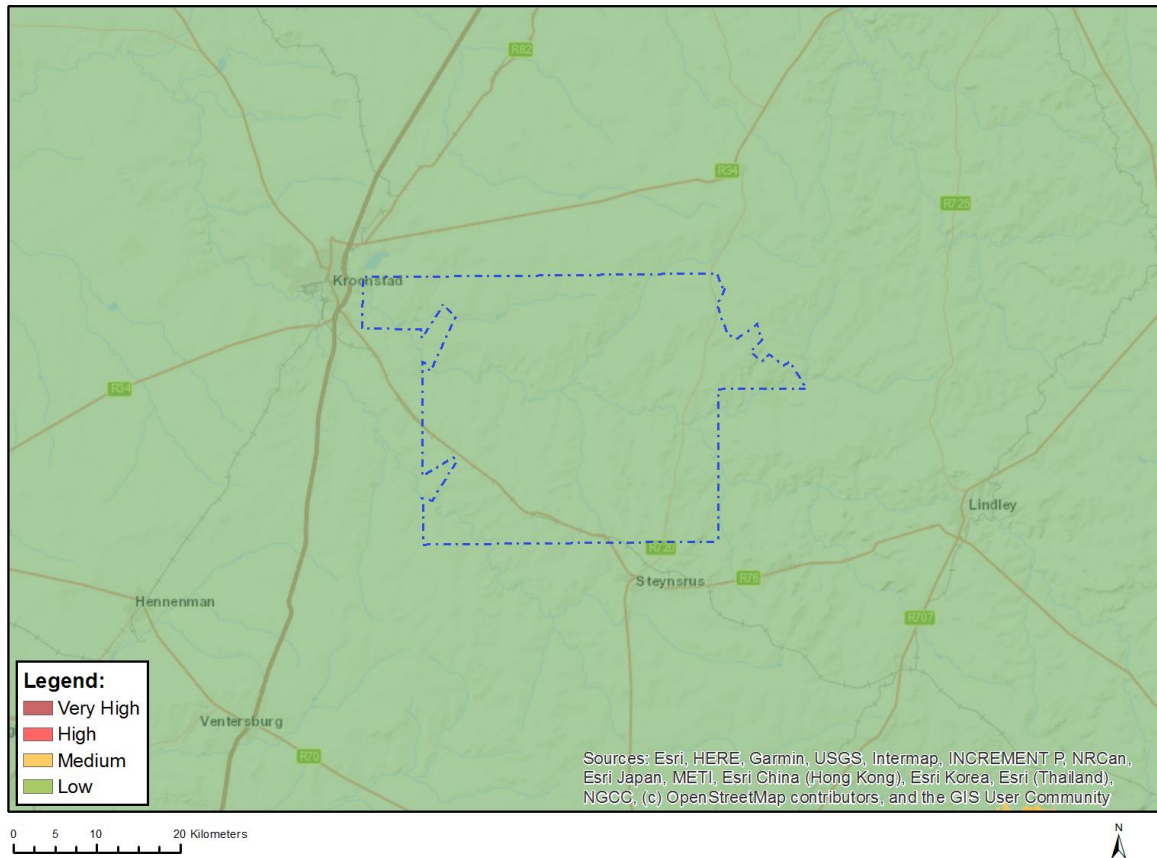 R82
R34
R725
Kroonstad
R34
Lindley
R720
Steynsrus
R76
Hennenman
R707
Ventersburg
R70
Legend:
Very High
High
Medium
Low
Sources: Esri, HERE, Garmin, USGS, Intermap, INCREMENT P, NRCan,
Esri Japan, METI, Esri China (Hong Kong), Esri Korea, Esri (Thailand),
NGCC, (c) OpenStreetMap contributors, and the GIS User Community
0 5 10 20 Kilometers
N